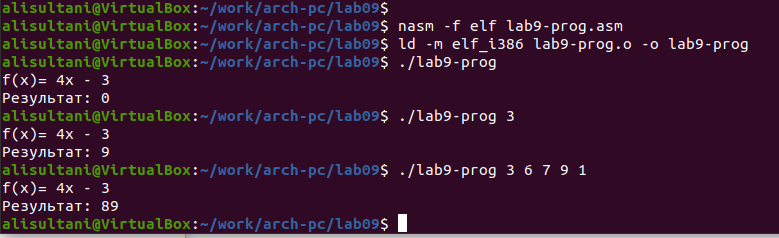 alisultani@VirtualBox:~/work/arch-pc/lab09$
alisultani@VirtualBox:~/work/arch-pc/lab09$ nasm -f elf lab9-prog.asm
alisultani@VirtualBox:~/work/arch-pc/lab09$ ld -m elf_i386 lab9-prog.o -o lab9-prog
alisultani@VirtualBox:~/work/arch-pc/lab09$ ./lab9-prog
f(x)= 4x - 3
Результат: 0
alisultani@VirtualBox:~/work/arch-pc/lab09$ ./lab9-prog 3
f(x)= 4x - 3
Результат: 9
alisultani@VirtualBox:~/work/arch-pc/lab09$ ./lab9-prog 3 6 7 9 1
f(x)= 4x - 3
Результат: 89
alisultani@VirtualBox:~/work/arch-pc/lab09$